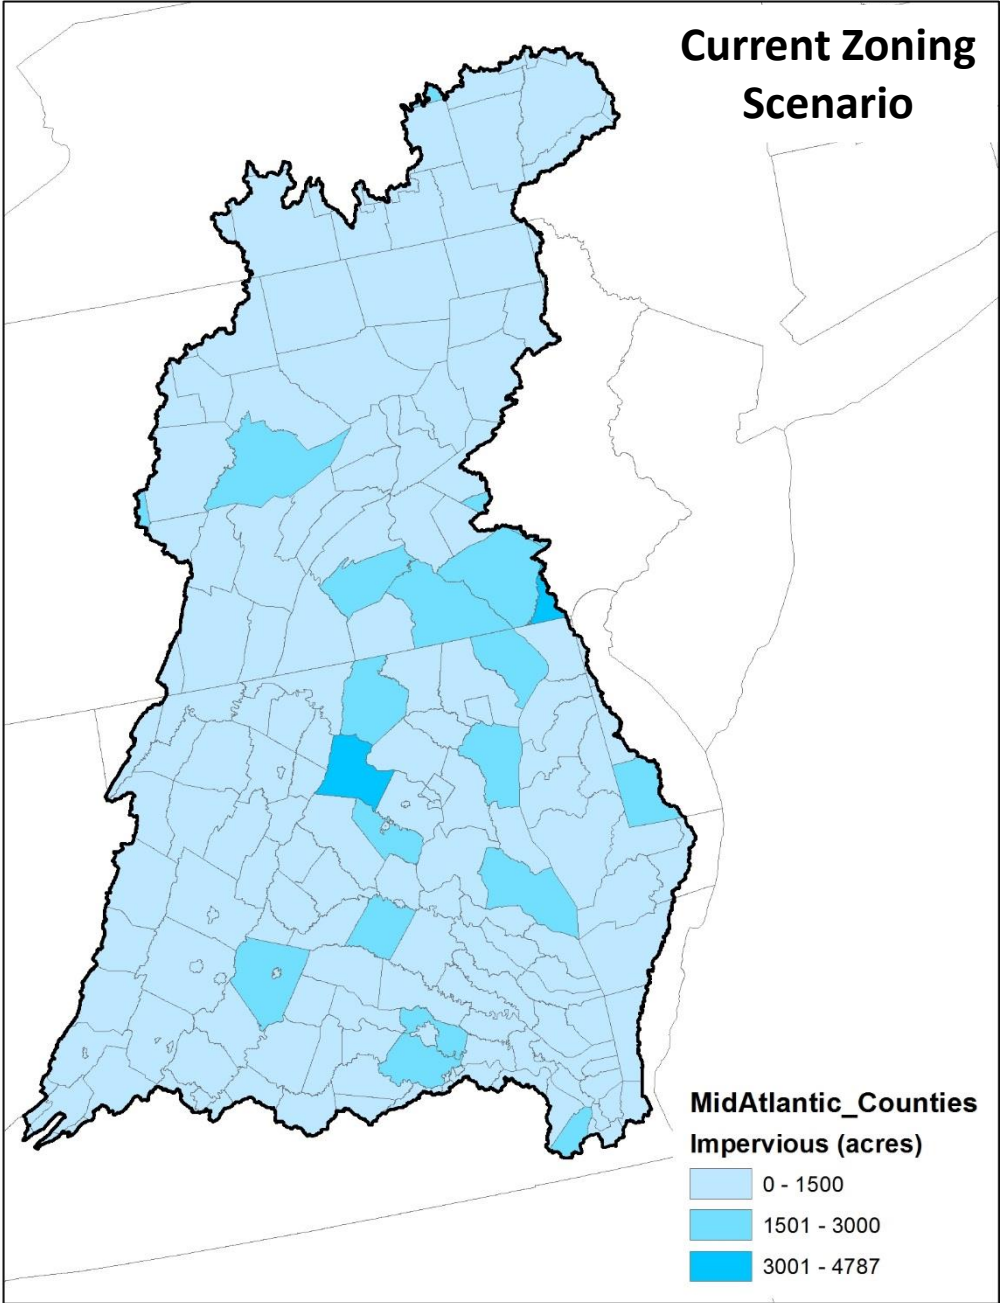 Current Zoning
Scenario
MidAtlantic_Counties
Impervious (acres)
0 - 1500
1501 - 3000
3001 - 4787